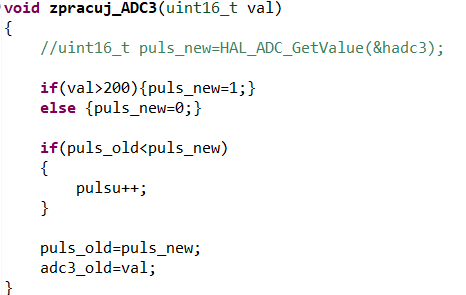 void zpracuj_ADC3(uint16_t val)
{
    //uint16_t puls_new=HAL_ADC_GetValue(&hadc3);

    if(val>200){puls_new=1;}
    else {puls_new=0;}

    if(puls_old<puls_new)
    {
        pulsu++;
    }

    puls_old=puls_new;
    adc3_old=val;
}